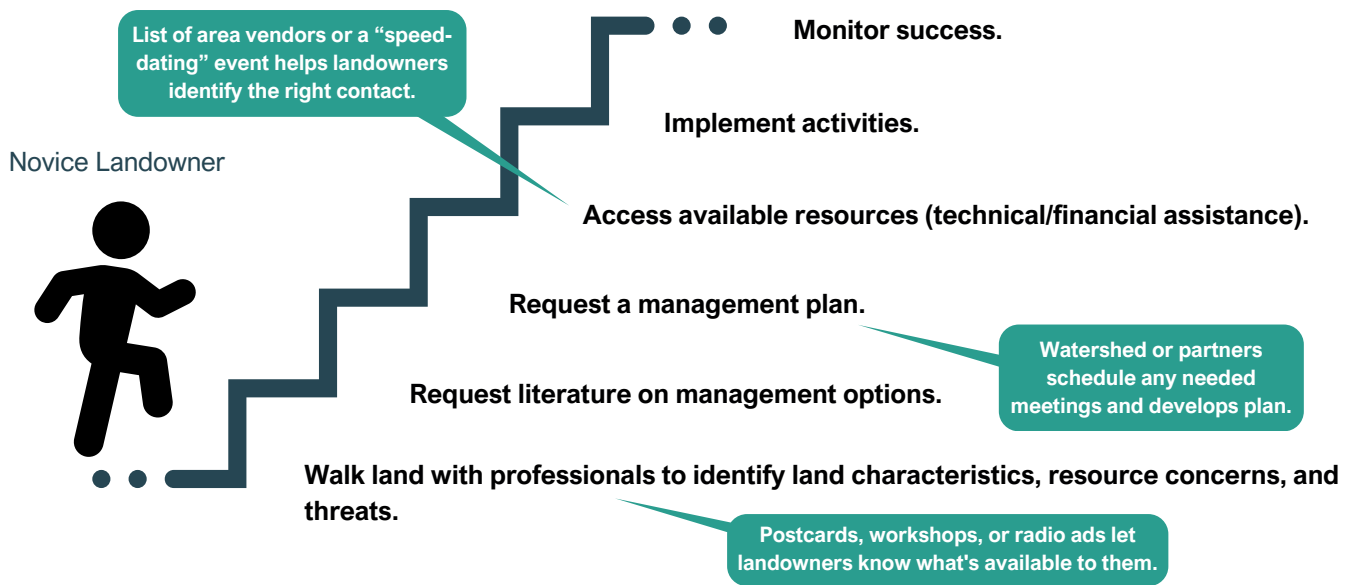 Monitor success.
List of area vendors or a “speed-
dating” event helps landowners
identify the right contact.
Implement activities.
Novice Landowner
Access available resources (technical/financial assistance).
Request a management plan.
Watershed or partners
schedule any needed
meetings and develops plan.
Request literature on management options.
Walk land with professionals to identify land characteristics, resource concerns, and
threats.
Postcards, workshops, or radio ads let
landowners know what's available to them.